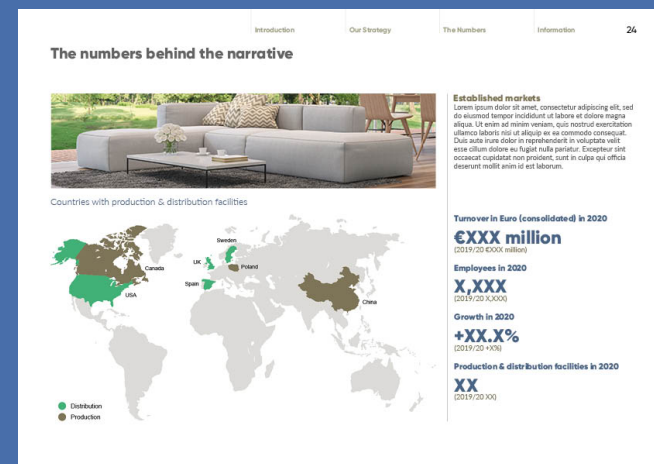 Introduction
Our Strategy
The Numbers
Information
24
The numbers behind the narrative
Established markets
Lorem ipsum dolor sit amet, consectetur adipiscing elit, sed
do eiusmod tempor incididunt ut labore et dolore magna
aliqua. Ut enim ad minim veniam, quis nostrud exercitation
ullamco laboris nisi ut aliquip ex ea commodo consequat.
Duis aute irure dolor in reprehenderit in voluptate velit
esse cillum dolore eu fugiat nulla pariatur. Excepteur sint
occaecat cupidatat non proident, sunt in culpa qui officia
deserunt mollit anim id est laborum.
Countries with production & distribution facilities
Canada
USA
Sweden
UK
Poland
Spain
China
Distribution
Production
Turnover in Euro (consolidated) in 2020
€XXX million
(2019/20 €XXX million)
Employees in 2020
X,XXX
(2019/20 X,XXX)
Growth in 2020
+XX.X%
(2019/20 +X%)
Production & distribution facilities in 2020
XX
(2019/20 XX)